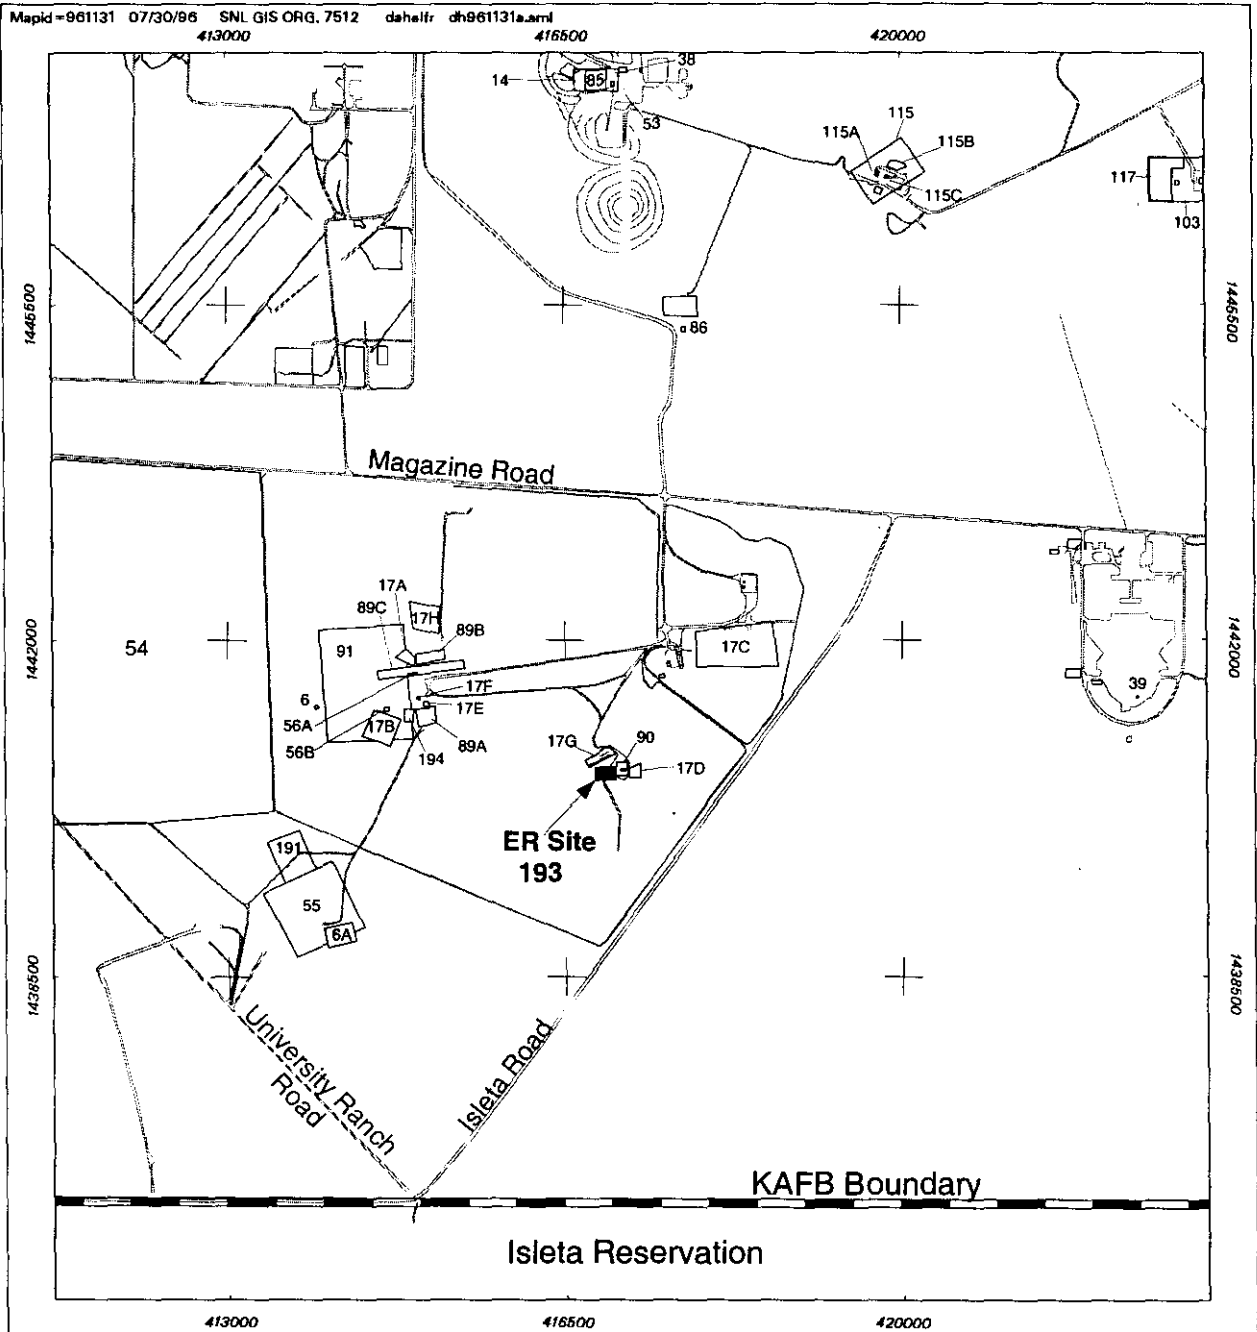 Mapid=961131 07/30/96 SNL GIS ORG. 7512 dahelfr dh961131a.aml
413000 416500 420000
38
14 85
53
115
115A 115B
115C
117
103
1445500 1445500
86
Magazine Road
17A
89C 17H
89B
54 91 17C
1442000 1442000
17F
6 17E
39
56A 17B
56B 194 89A
17G 90
17D
ER Site
193
191
55
6A
1438500 1438500
University Ranch
Road
Isleta Road
KAFB Boundary
Isleta Reservation
413000 416500 420000